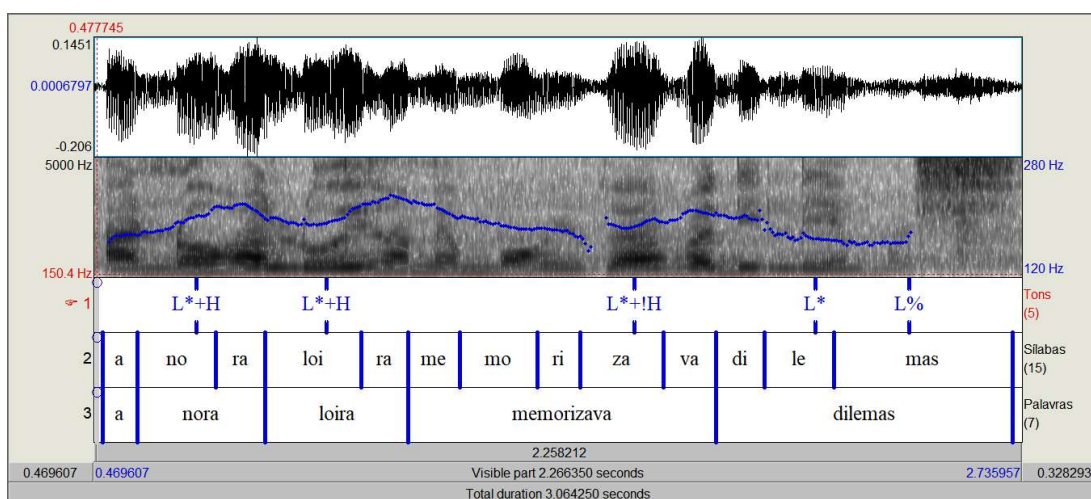 0.477745
0.1451
0.0006797
-0.206
5000 Hz 280 Hz
150.4 Hz 120 Hz
1 L*+H L*+H L*+!H L* L% Tons (5)
2 a no ra loi ra me mo ri za va di le mas Sílabas (15)
3 a nora loira memorizava dilemas Palavras (7)
2.258212
0.469607 0.469607 Visible part 2.266350 seconds 2.735957 0.328293
Total duration 3.064250 seconds